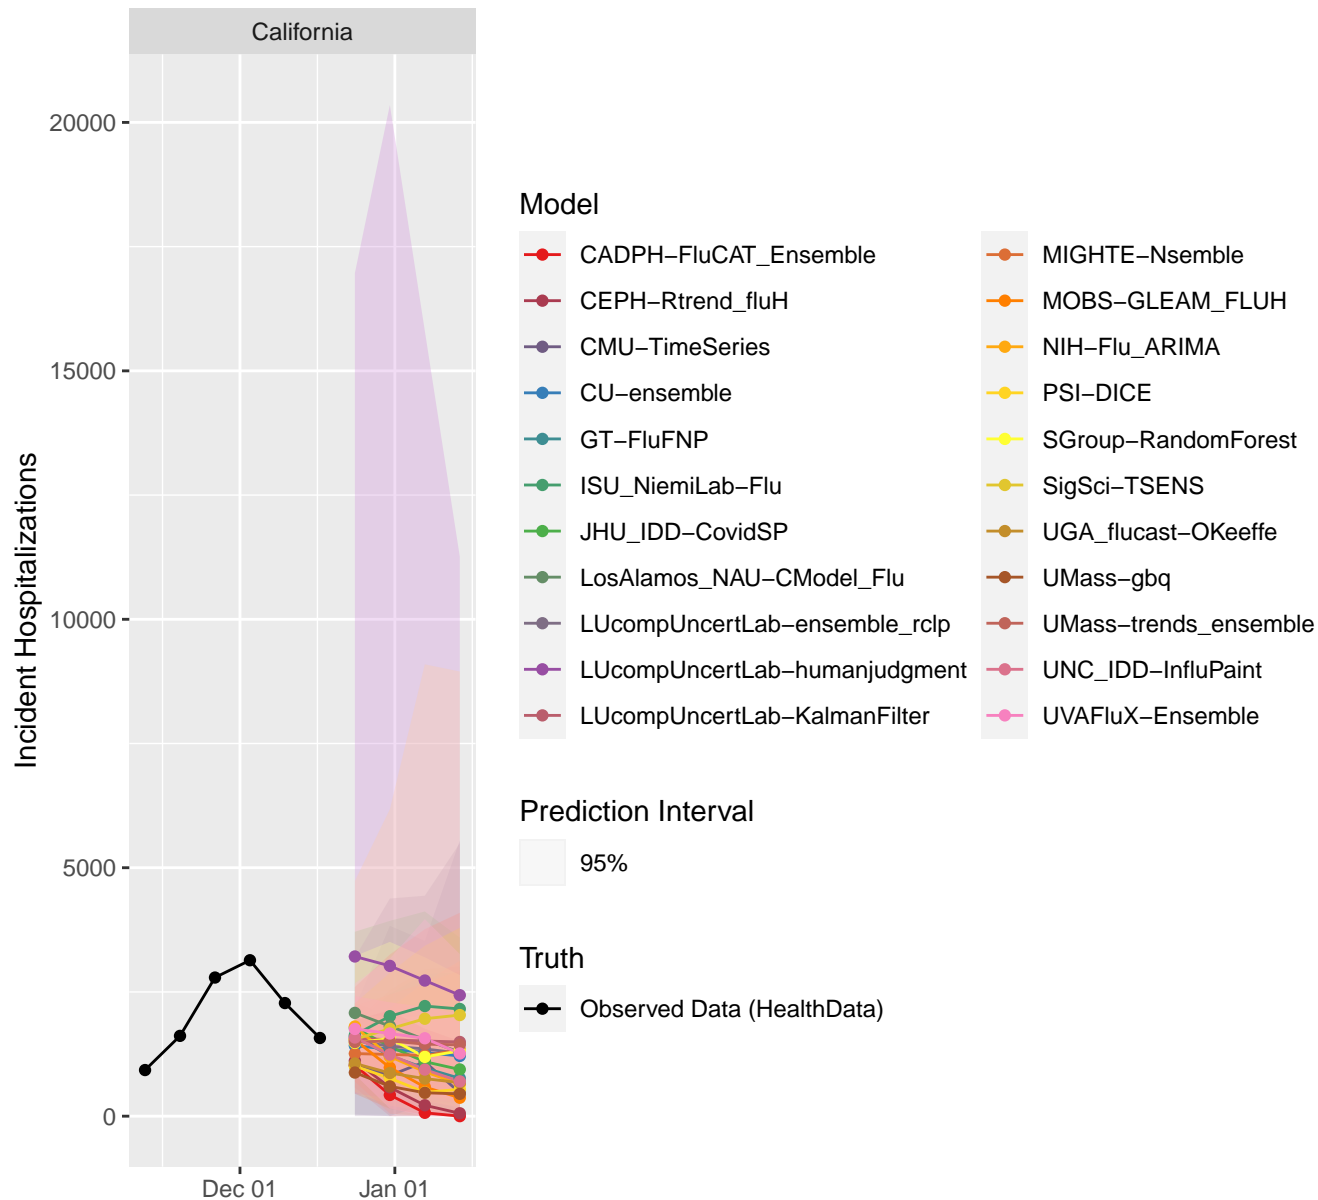 California
Incident Hospitalizations
20000
15000
10000
5000
0
Dec 01
Jan 01
Model
CADPH−FluCAT_Ensemble
CEPH−Rtrend_fluH
CMU−TimeSeries
CU−ensemble
GT−FluFNP
ISU_NiemiLab−Flu
JHU_IDD−CovidSP
LosAlamos_NAU−CModel_Flu
LUcompUncertLab−ensemble_rclp
LUcompUncertLab−humanjudgment
LUcompUncertLab−KalmanFilter
MIGHTE−Nsemble
MOBS−GLEAM_FLUH
NIH−Flu_ARIMA
PSI−DICE
SGroup−RandomForest
SigSci−TSENS
UGA_flucast−OKeeffe
UMass−gbq
UMass−trends_ensemble
UNC_IDD−InfluPaint
UVAFluX−Ensemble
Prediction Interval
95%
Truth
Observed Data (HealthData)